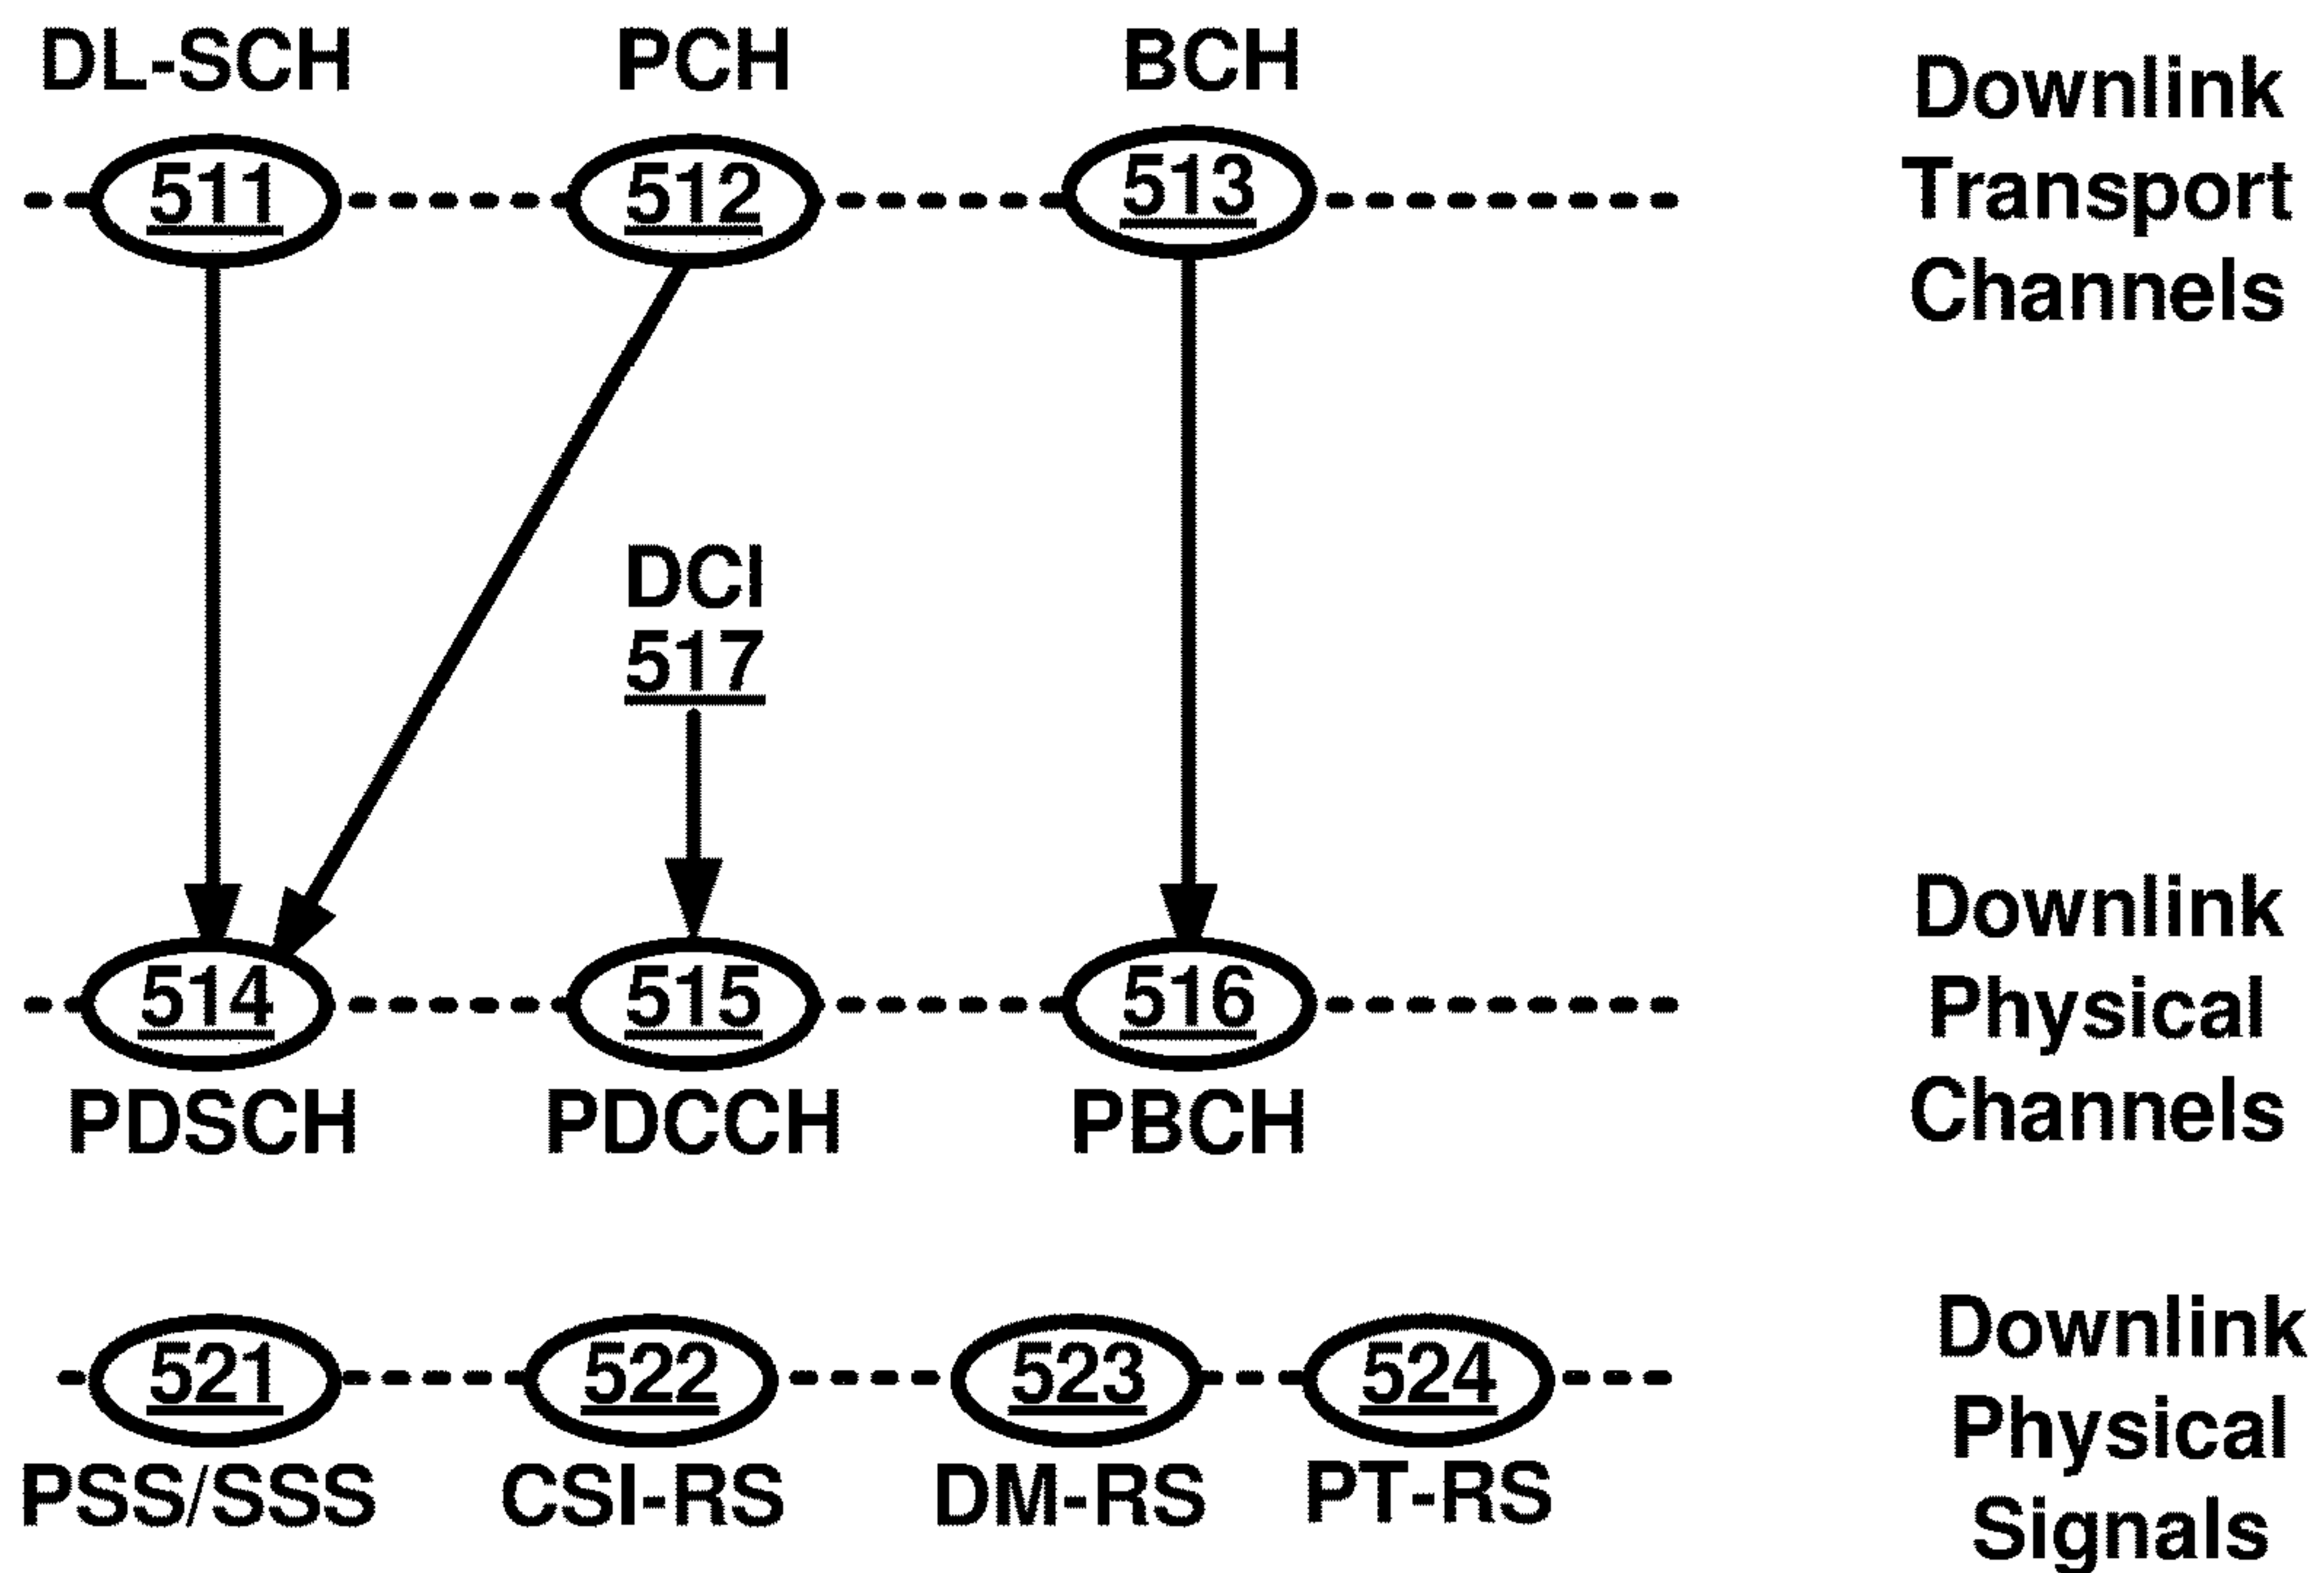 DL-SCH PCH BCH
511 512 513
Downlink
Transport
Channels
DCI
517
514 515 516
PDSCH PDCCH PBCH
Downlink
Physical
Channels
521 522 523 524
PSS/SSS CSI-RS DM-RS PT-RS
Downlink
Physical
Signals